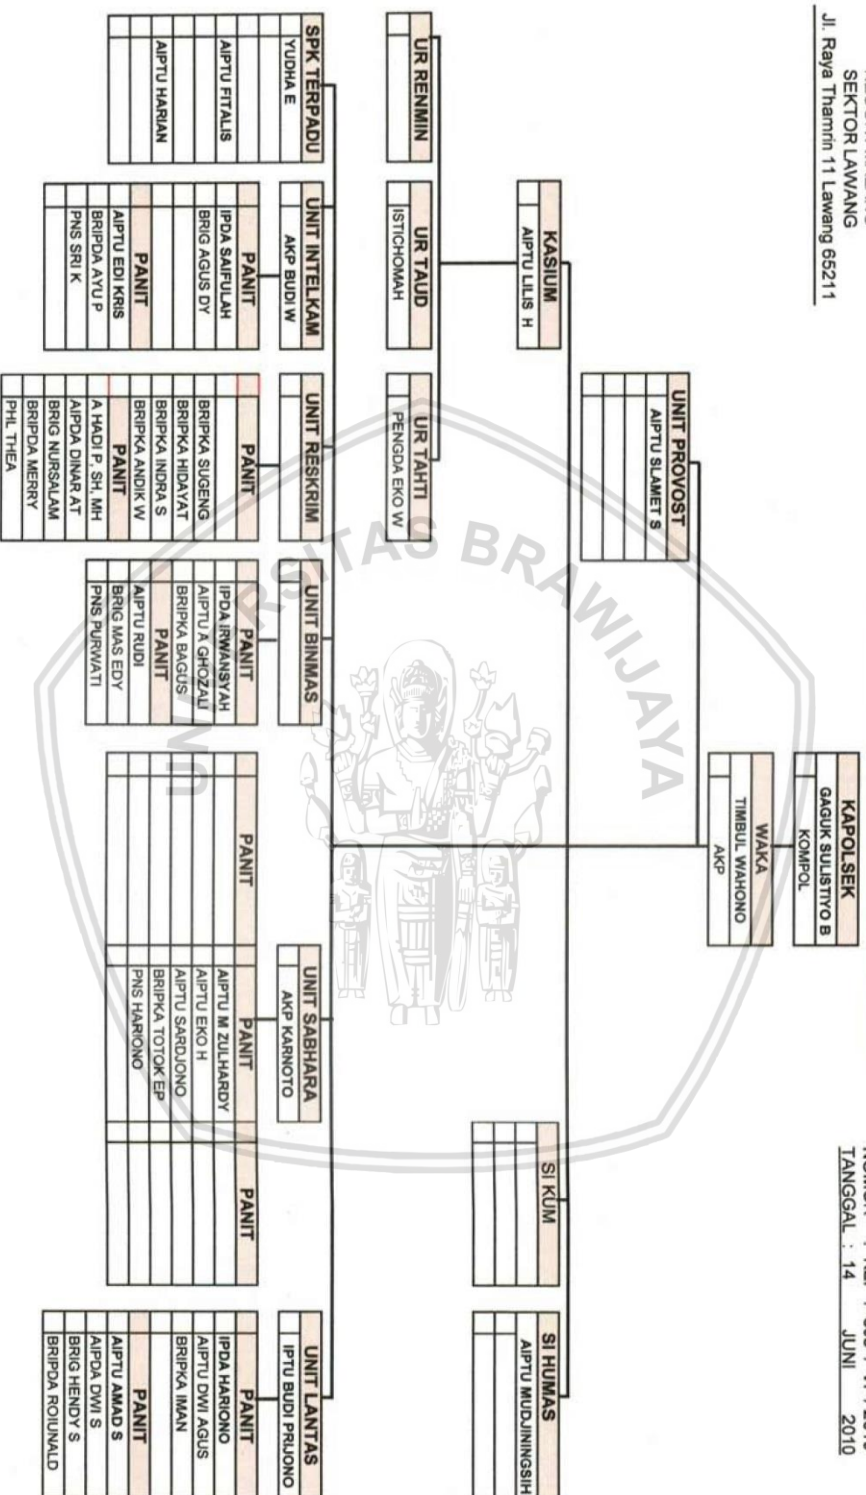 SEKTOR LAWANG
Jl. Raya Thamrin 11 Lawang 65211
TANGGAL : 14 JUNI 2010
KAPOLSEK
GAGUK SULISTIYO B
KOMPOL
WAKA
TIMBUL WAHONO
AKP
UNIT PROVOST
AIPTU SLAMET S
KASIUM
AIPTU LILIS H
SI KUM
SI HUMAS
AIPTU MUDJININGSIH
UR RENMIN
UR TAUD
ISTICHOMAH
UR TAHTI
PENGDA EKO W
SPK TERPADU
YUDHA E
AIPTU FITALIS
AIPTU HARIAN
UNIT INTELKAM
AKP BUDI W
PANIT
IPDA SAIFULAH
BRIG AGUS DY
PANIT
AIPTU EDI KRIS
BRIPDA AYU P
PNS SRI K
UNIT RESKRIM
PANIT
BRIPKA SUGENG
BRIPKA HIDAYAT
BRIPKA INDRA S
BRIPKA ANDIK W
PANIT
A HADI P, SH, MH
AIPDA DINAR AT
BRIG NURSALAM
BRIPDA MERRY
PHL THEA
UNIT BINMAS
PANIT
IPDA IRWANSYAH
AIPTU A GHOZALI
BRIPKA BAGUS
PANIT
AIPTU RUDI
BRIG MAS EDY
PNS PURWATI
UNIT SABHARA
AKP KARNOTO
PANIT
PANIT
AIPTU M ZULHARDY
AIPTU EKO H
AIPTU SARDJONO
BRIPKA TOTOK EP
PNS HARIONO
PANIT
UNIT LANTAS
IPTU BUDI PRIJONO
PANIT
IPDA HARIONO
AIPTU DWI AGUS
BRIPKA IMAN
PANIT
AIPTU AMAD S
AIPDA DWI S
BRIG HENDY S
BRIPDA ROIUNALD
UNIVERSITAS BRAWIJAYA